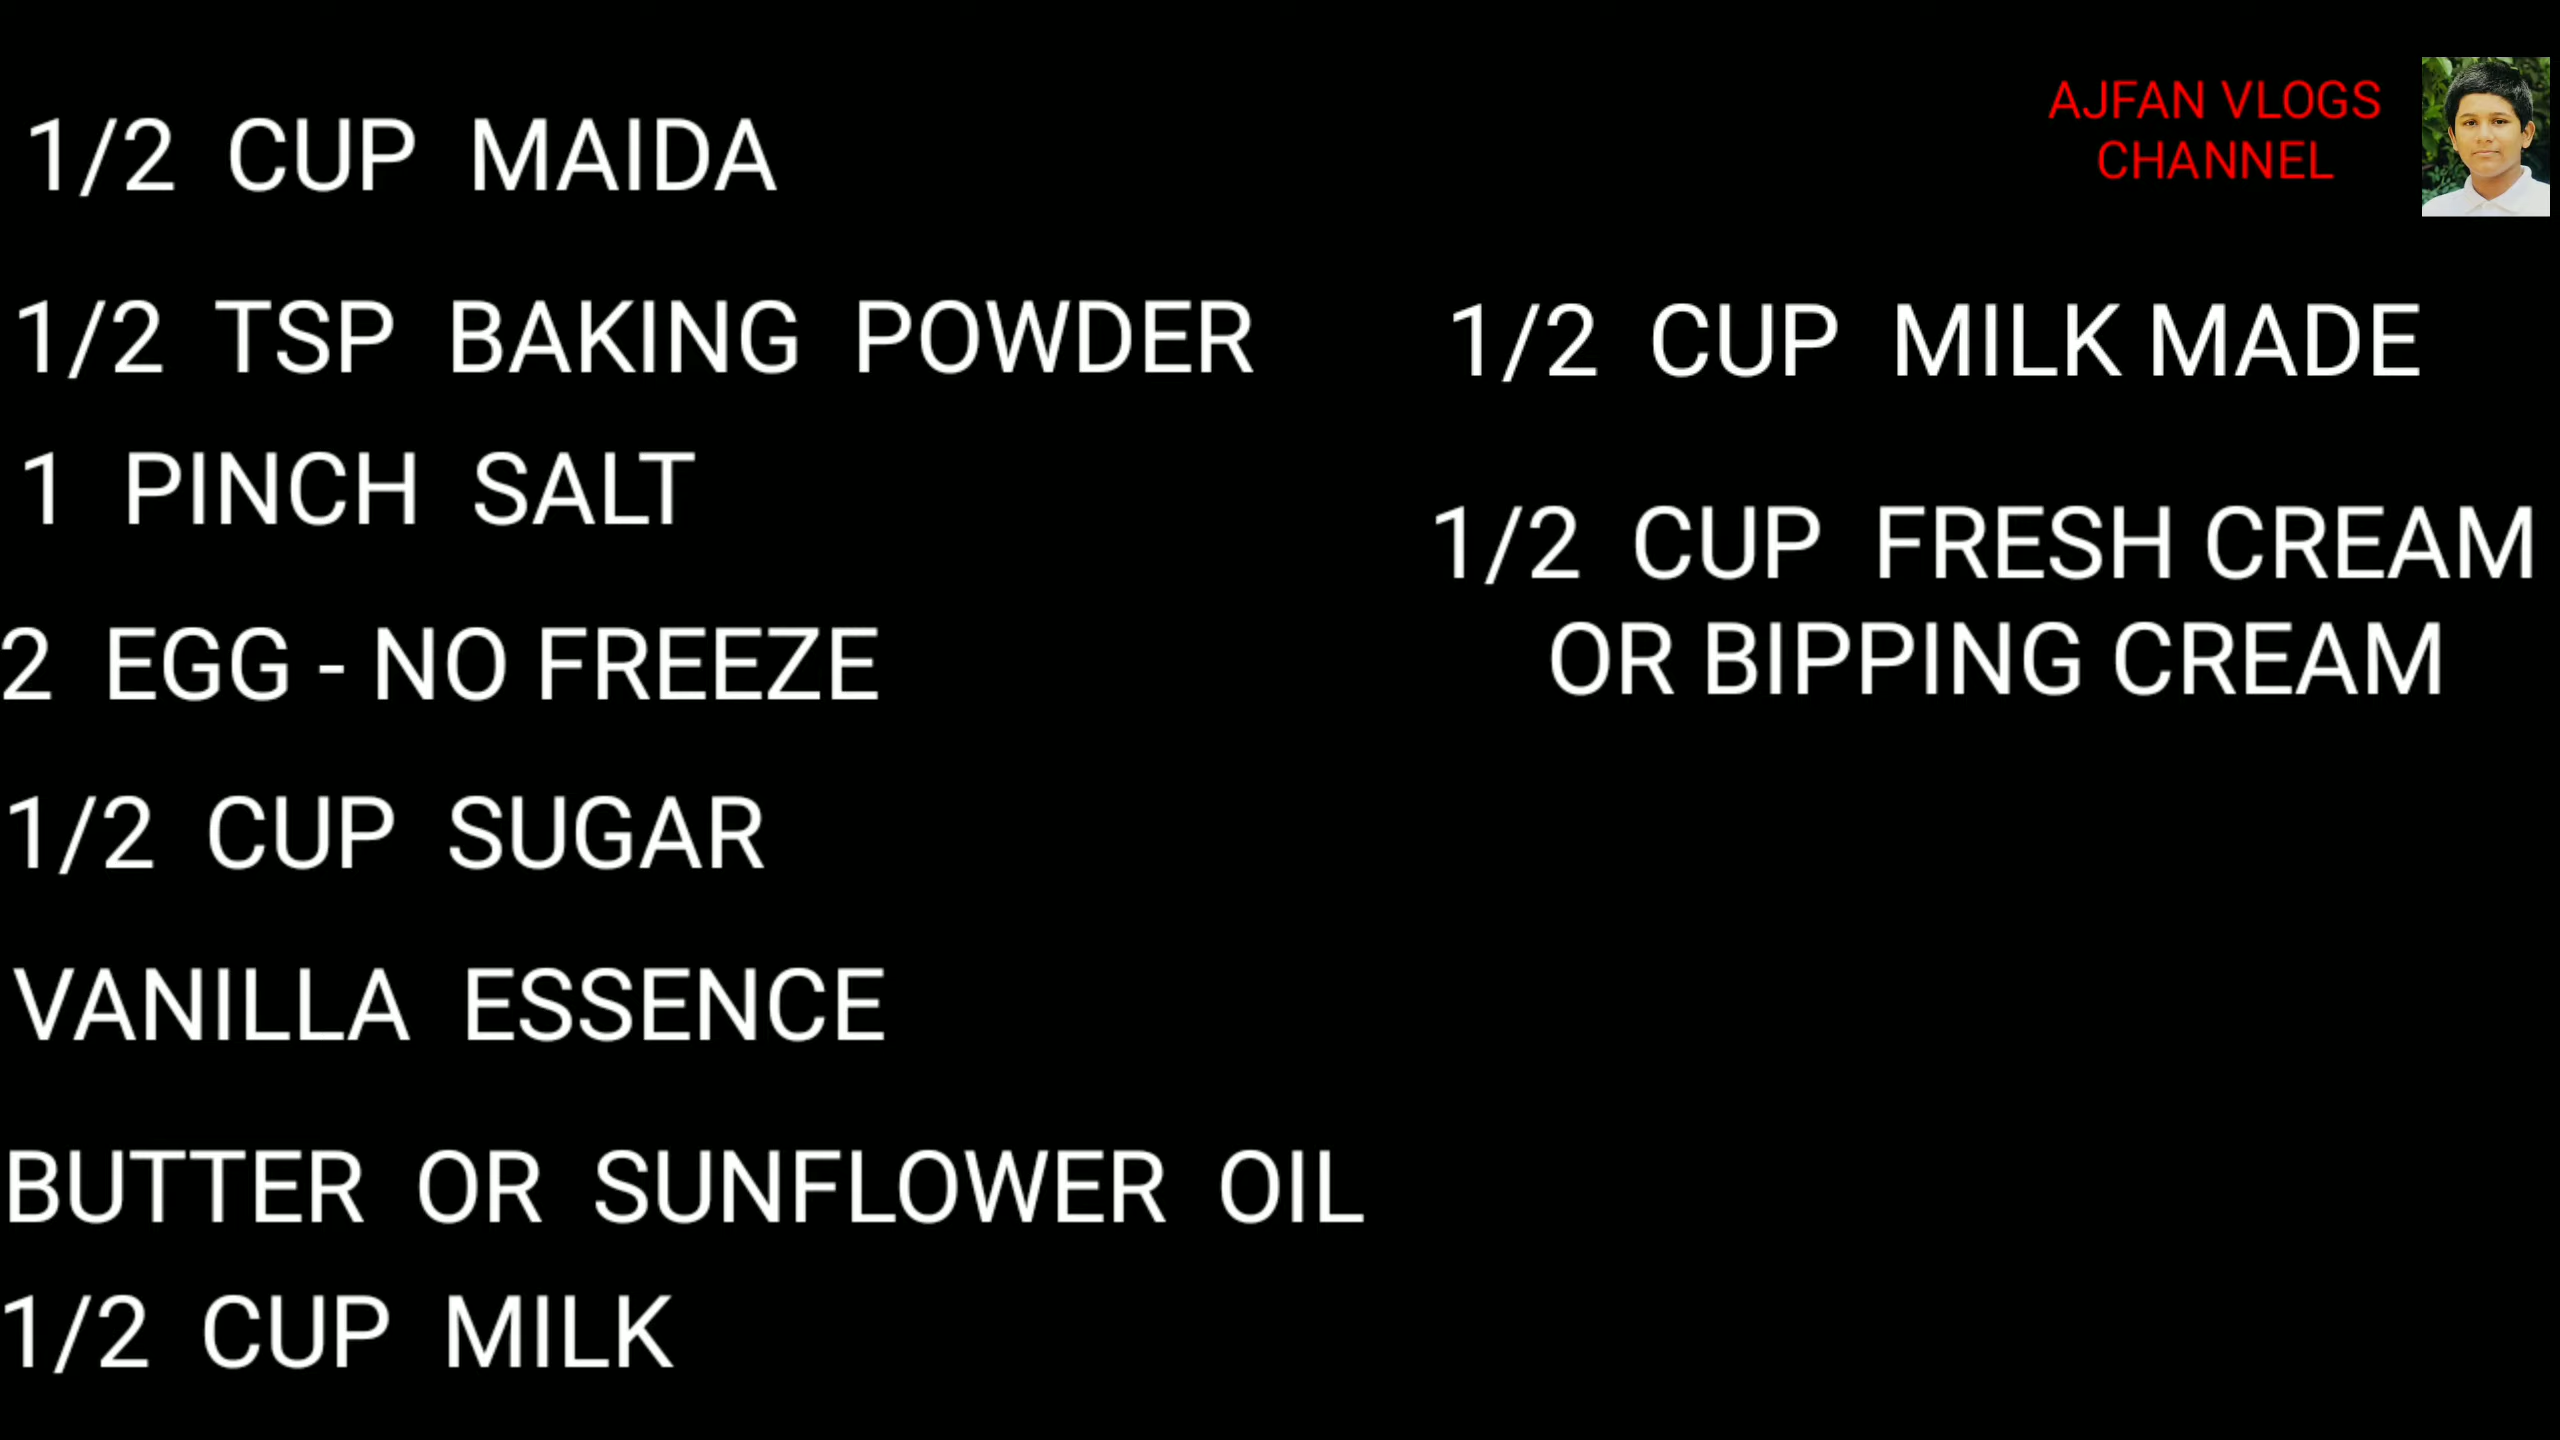 1/2 CUP MAIDA
1/2 TSP BAKING POWDER
1 PINCH SALT
2 EGG - NO FREEZE
1/2 CUP SUGAR
VANILLA ESSENCE
BUTTER OR SUNFLOWER OIL
1/2 CUP MILK
AJFAN VLOGS
CHANNEL
1/2 CUP MILK MADE
1/2 CUP FRESH CREAM
OR BIPPING CREAM